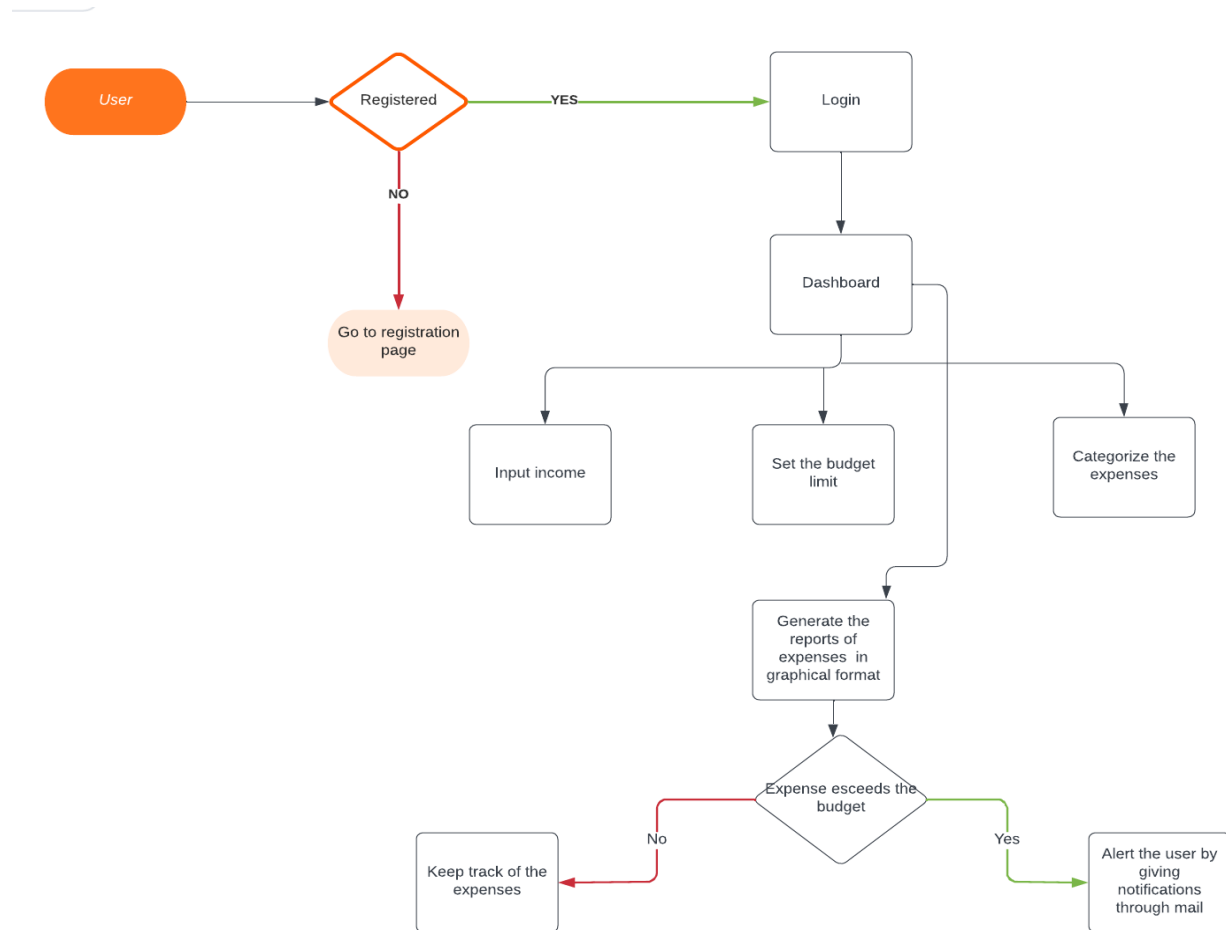 User
Registered
YES
Login
NO
Dashboard
Go to registration
page
Input income
Set the budget
limit
Categorize the
expenses
Generate the
reports of
expenses  in
graphical format
Expense exceeds the
budget
No
Yes
Keep track of the
expenses
Alert the user by
giving
notifications
through mail